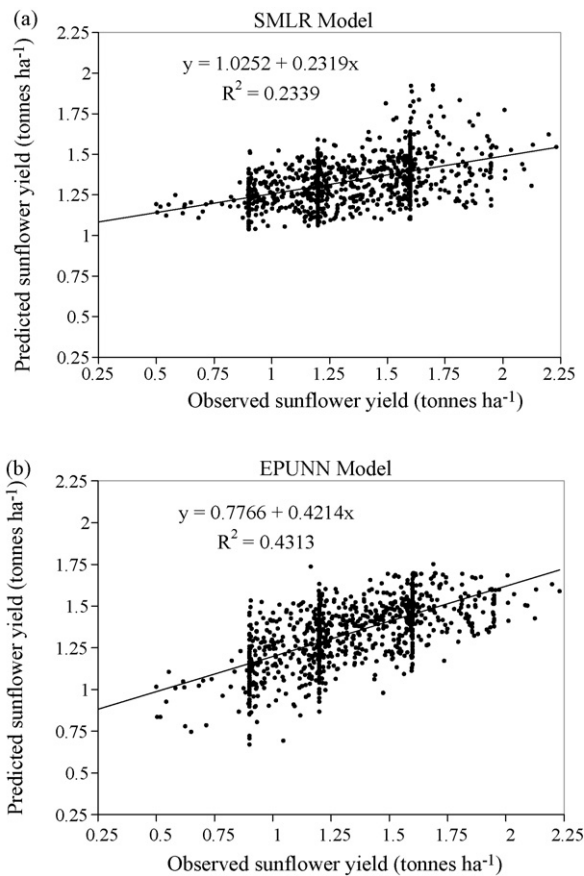 (a)
SMLR Model
y = 1.0252 + 0.2319x
R² = 0.2339
Predicted sunflower yield (tonnes ha⁻¹)
2.25
2
1.75
1.5
1.25
1
0.75
0.5
0.25
0.25 0.5 0.75 1 1.25 1.5 1.75 2 2.25
Observed sunflower yield (tonnes ha⁻¹)
(b)
EPUNN Model
y = 0.7766 + 0.4214x
R² = 0.4313
Predicted sunflower yield (tonnes ha⁻¹)
2.25
2
1.75
1.5
1.25
1
0.75
0.5
0.25
0.25 0.5 0.75 1 1.25 1.5 1.75 2 2.25
Observed sunflower yield (tonnes ha⁻¹)